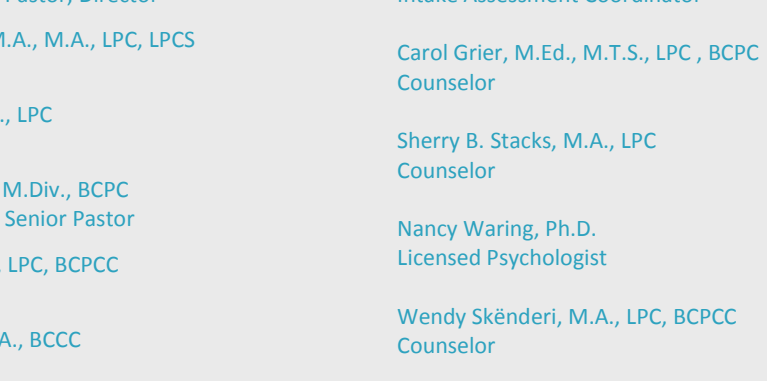 Pastor, Director
M.A., M.A., LPC, LPCS
., LPC
M.Div., BCPC
Senior Pastor
. LPC, BCPCC
A., BCCC
Intake Assessment Coordinator
Carol Grier, M.Ed., M.T.S., LPC , BCPC
Counselor
Sherry B. Stacks, M.A., LPC
Counselor
Nancy Waring, Ph.D.
Licensed Psychologist
Wendy Skënderi, M.A., LPC, BCPCC
Counselor